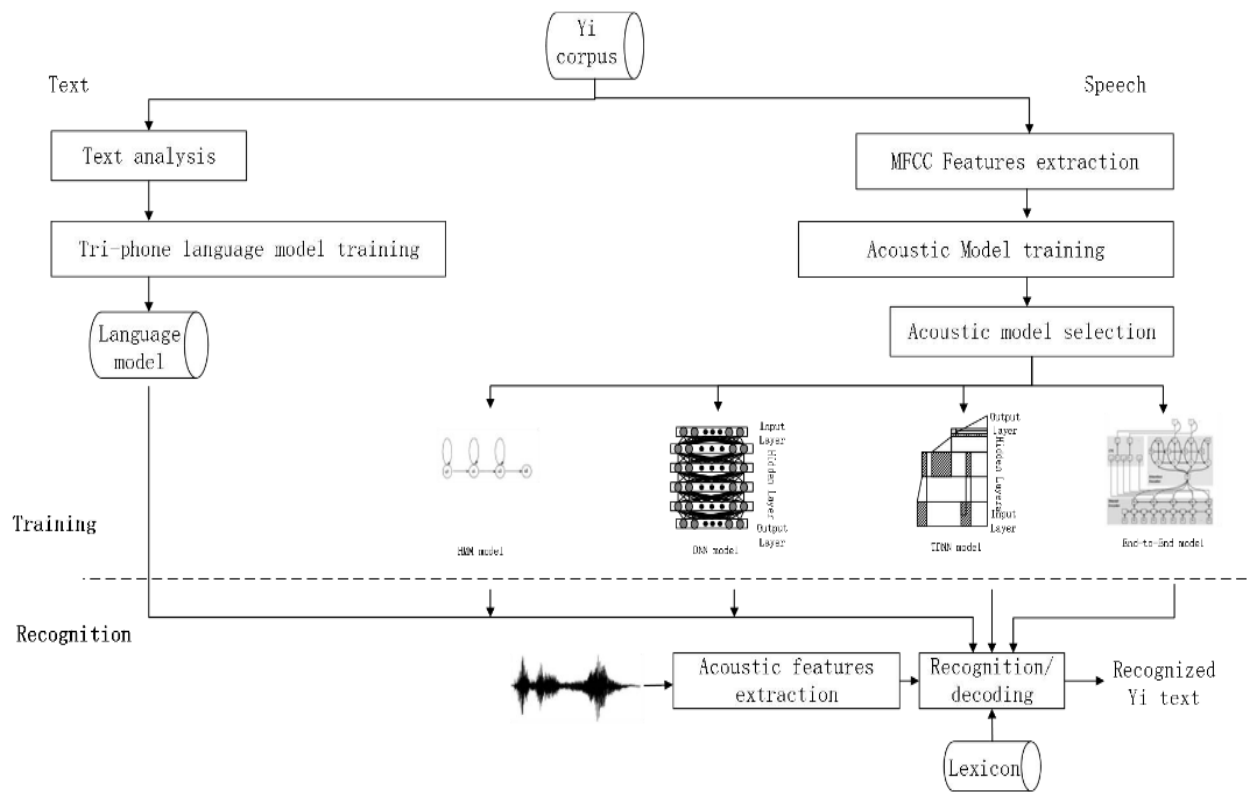 Yi
corpus
Text
Speech
Text analysis
MFCC Features extraction
Tri-phone language model training
Acoustic Model training
Language
model
Acoustic model selection
Input
Layer
Hidden Layer
Output
Layer
Output
Layer
Hidden Layers
Input
Layer
Training
HMM model
DNN model
TDNN model
End-to-End model
Recognition
Acoustic features
extraction
Recognition/
decoding
Recognized
Yi text
Lexicon